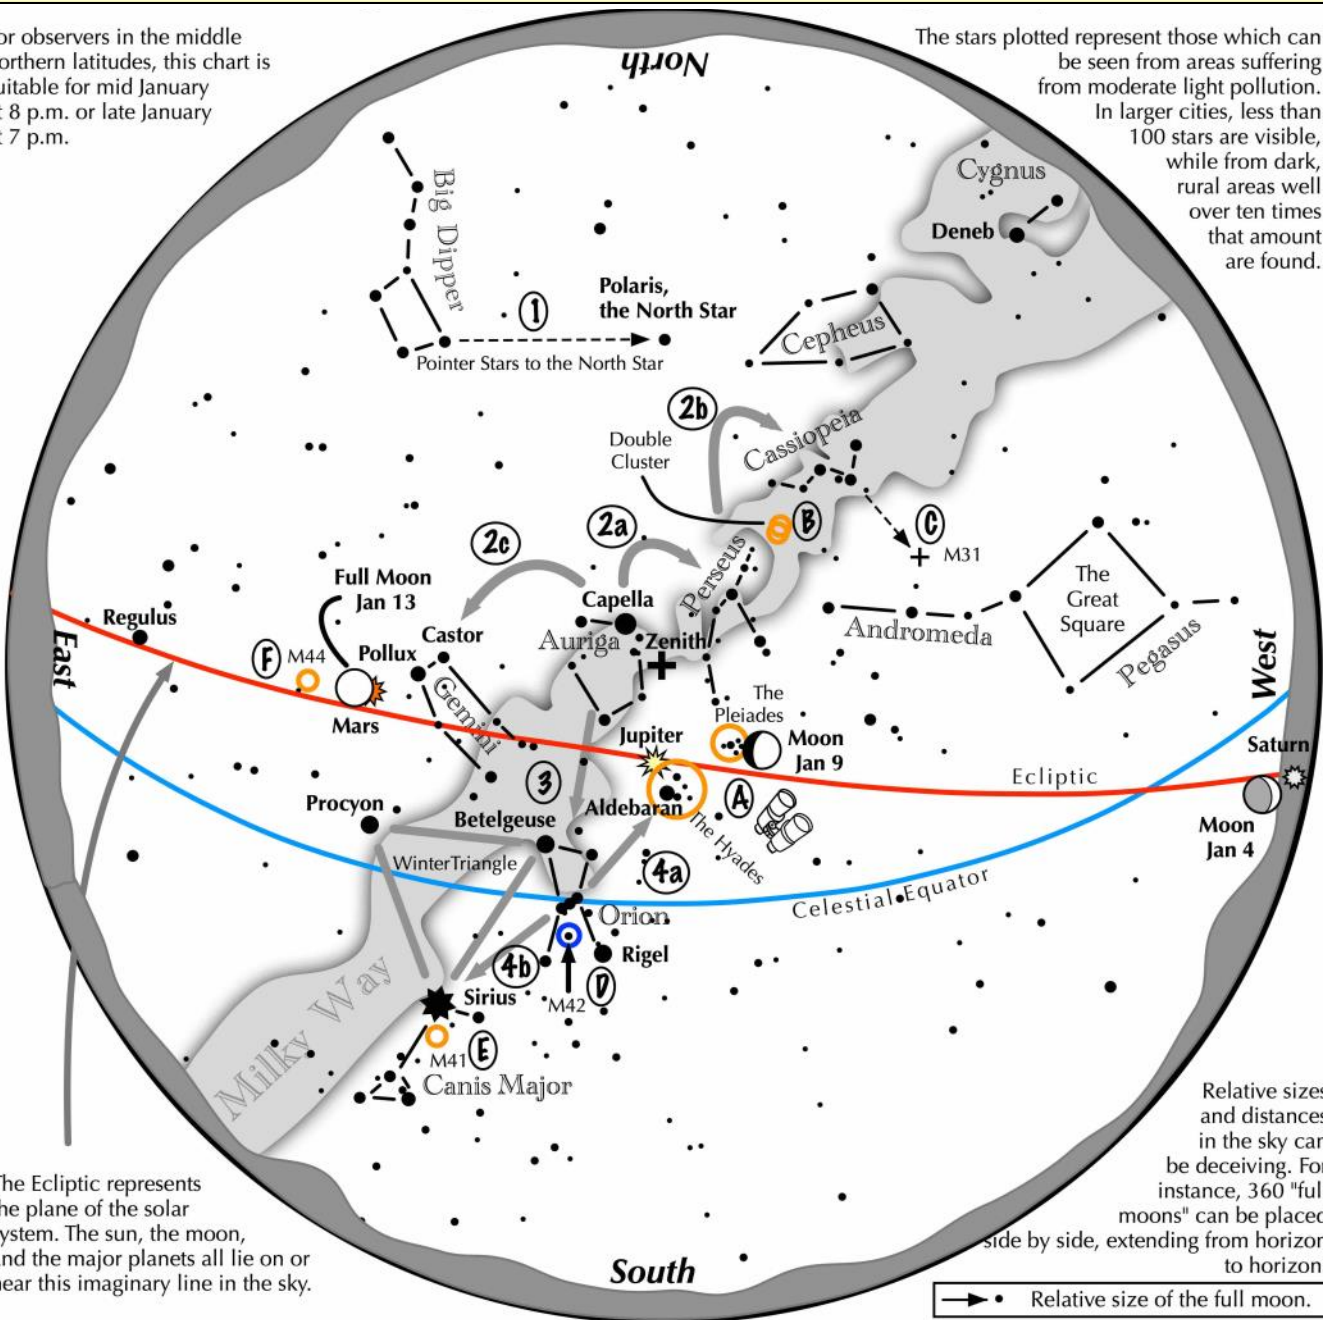 or observers in the middle
orthern latitudes, this chart is
uitable for mid January
t 8 p.m. or late January
t 7 p.m.
The stars plotted represent those which can
be seen from areas suffering
from moderate light pollution.
In larger cities, less than
100 stars are visible,
while from dark,
rural areas well
over ten times
that amount
are found.
North
Cygnus
Deneb
Big Dipper
1
Polaris,
the North Star
Pointer Stars to the North Star
Cepheus
2b
Double
Cluster
Cassiopeia
B
C
M31
2a
2c
Perseus
The
Great
Square
Pegasus
Andromeda
Full Moon
Jan 13
Capella
Auriga
Zenith
Castor
Pollux
Gemini
Regulus
F
M44
Mars
East
West
The
Pleiades
Moon
Jan 9
Jupiter
Saturn
Ecliptic
3
Aldebaran
A
The Hyades
Procyon
Betelgeuse
Winter Triangle
4a
Moon
Jan 4
Celestial Equator
Orion
Rigel
4b
M42
D
Sirius
M41
E
Canis Major
Milky Way
The Ecliptic represents
he plane of the solar
ystem. The sun, the moon,
nd the major planets all lie on or
near this imaginary line in the sky.
South
Relative sizes
and distances
in the sky can
be deceiving. For
instance, 360 "full
moons" can be placed
side by side, extending from horizon
to horizon
Relative size of the full moon.